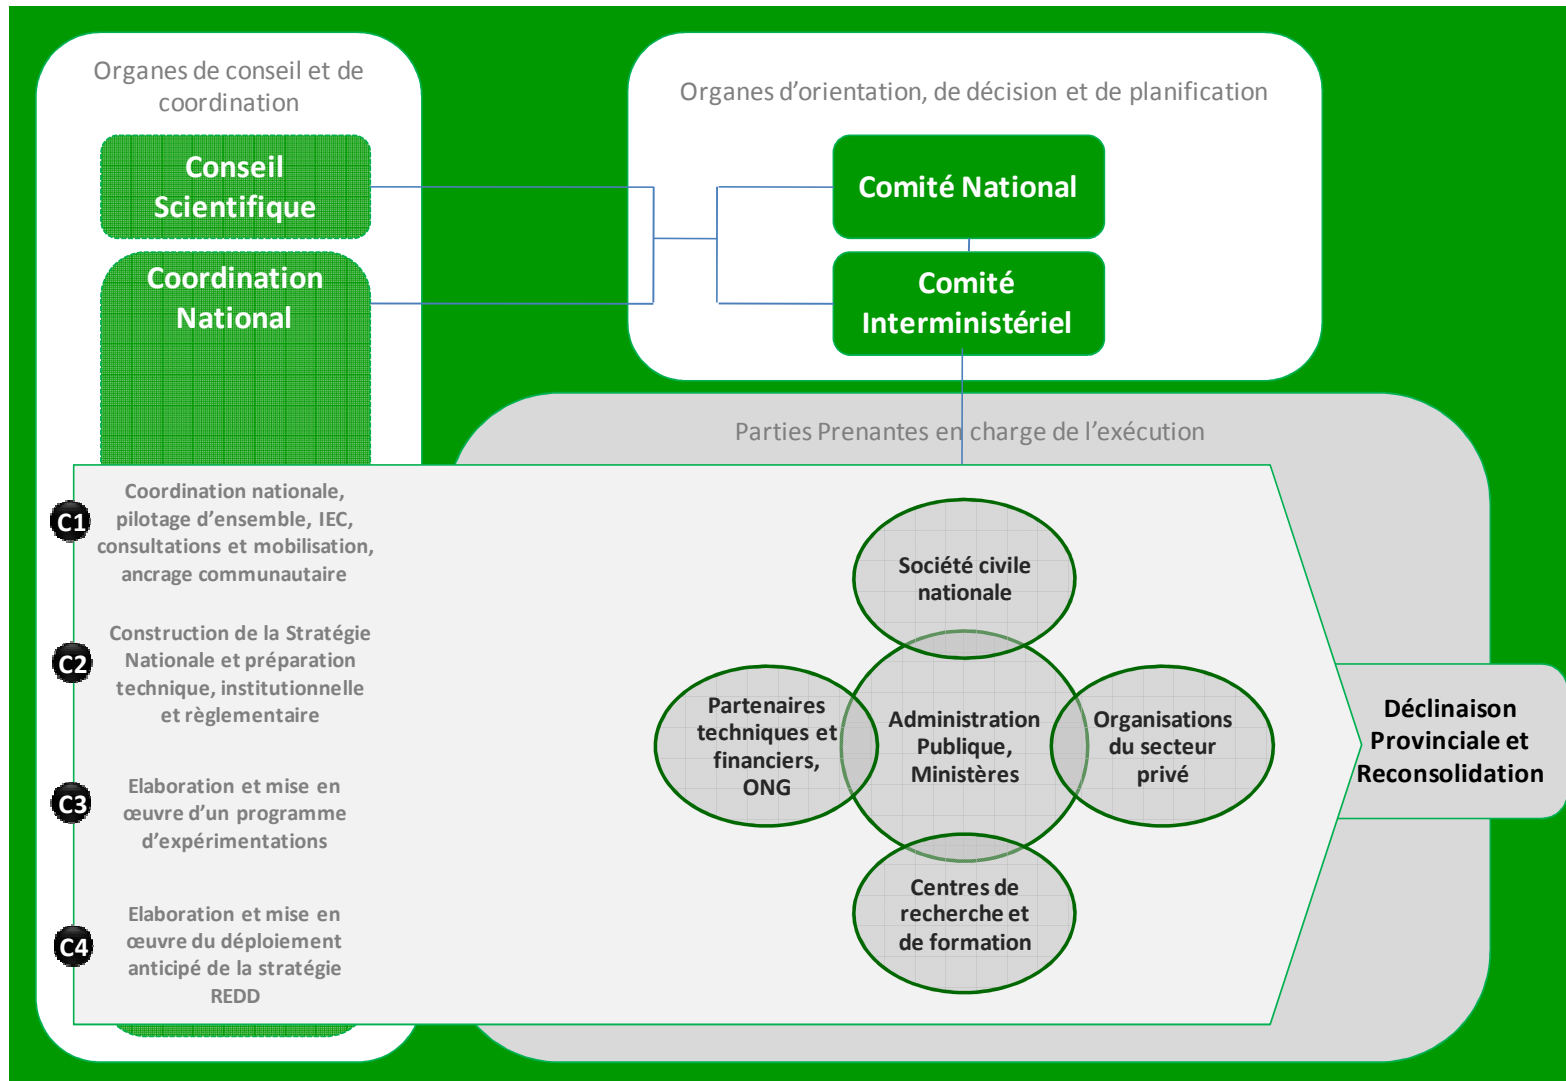 Organes de conseil et de
coordination
Conseil
Scientifique
Coordination
National
Organes d'orientation, de décision et de planification
Comité National
Comité
Interministériel
Parties Prenantes en charge de l'exécution
C1
Coordination nationale,
pilotage d'ensemble, IEC,
consultations et mobilisation,
ancrage communautaire
C2
Construction de la Stratégie
Nationale et préparation
technique, institutionnelle
et règlementaire
C3
Elaboration et mise en
œuvre d'un programme
d'expérimentations
C4
Elaboration et mise en
œuvre du déploiement
anticipé de la stratégie
REDD
Société civile
nationale
Partenaires
techniques et
financiers,
ONG
Administration
Publique,
Ministères
Organisations
du secteur
privé
Centres de
recherche et
de formation
Déclinaison
Provinciale et
Reconsolidation